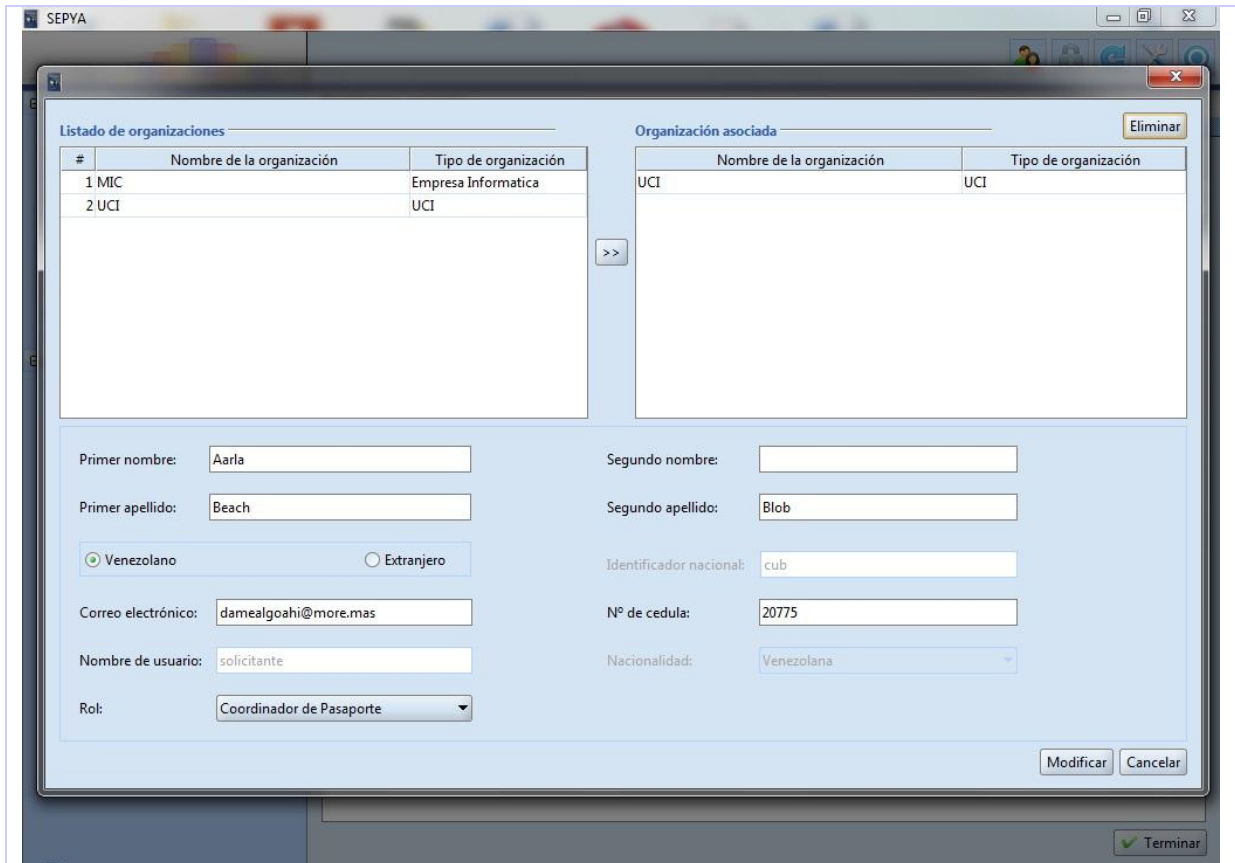 SEPYA
Listado de organizaciones
Organización asociada
Eliminar
# Nombre de la organización Tipo de organización
1 MIC Empresa Informatica
2 UCI UCI
Nombre de la organización Tipo de organización
UCI UCI
>>
Primer nombre: Aarla Segundo nombre:
Primer apellido: Beach Segundo apellido: Blob
Venezolano Extranjero Identificador nacional: cub
Correo electrónico: damealgoahi@more.mas Nº de cedula: 20775
Nombre de usuario: solicitante Nacionalidad: Venezolana
Rol: Coordinador de Pasaporte
Modificar Cancelar
Terminar